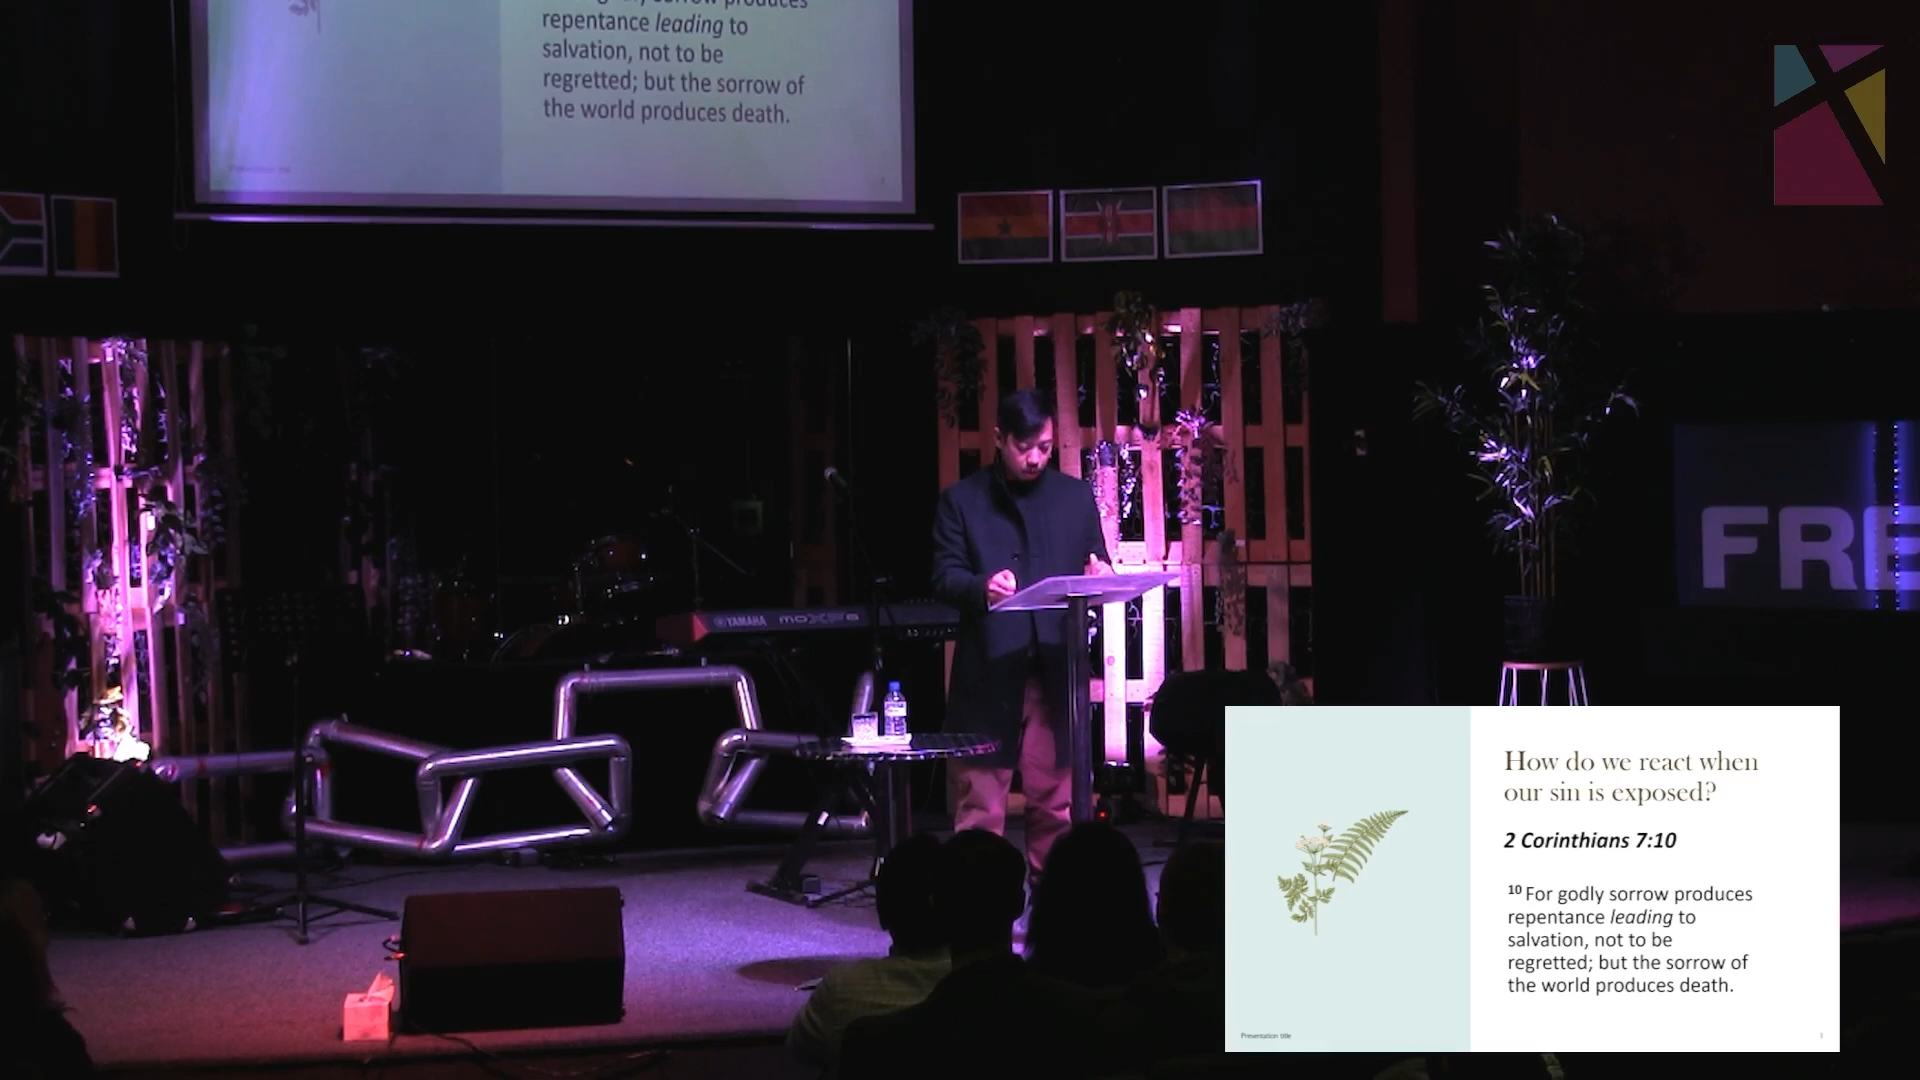 repentance leading to
salvation, not to be
regretted; but the sorrow of
the world produces death.
YAMAHA MOXF8
FRE
How do we react when
our sin is exposed?
2 Corinthians 7:10
10 For godly sorrow produces
repentance leading to
salvation, not to be
regretted; but the sorrow of
the world produces death.
Presentation title